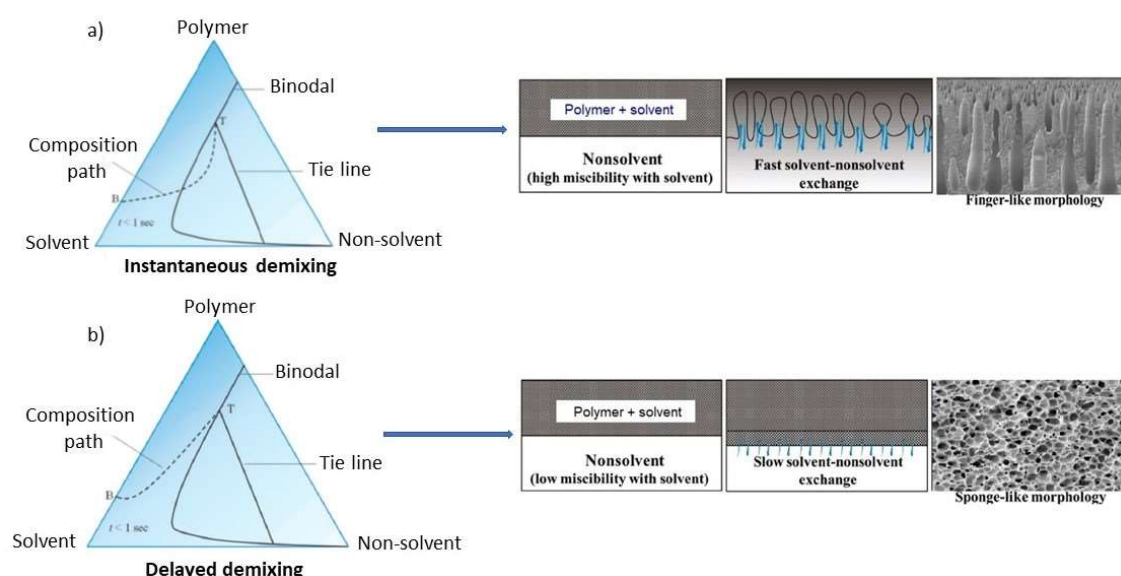 a)
Polymer
Binodal
T
Composition
path
Tie line
B
t < 1 sec
Solvent
Non-solvent
Instantaneous demixing
Polymer + solvent
Nonsolvent
(high miscibility with solvent)
Fast solvent-nonsolvent
exchange
Finger-like morphology
b)
Polymer
Binodal
T
Composition
path
Tie line
B
t < 1 sec
Solvent
Non-solvent
Delayed demixing
Polymer + solvent
Nonsolvent
(low miscibility with solvent)
Slow solvent-nonsolvent
exchange
Sponge-like morphology